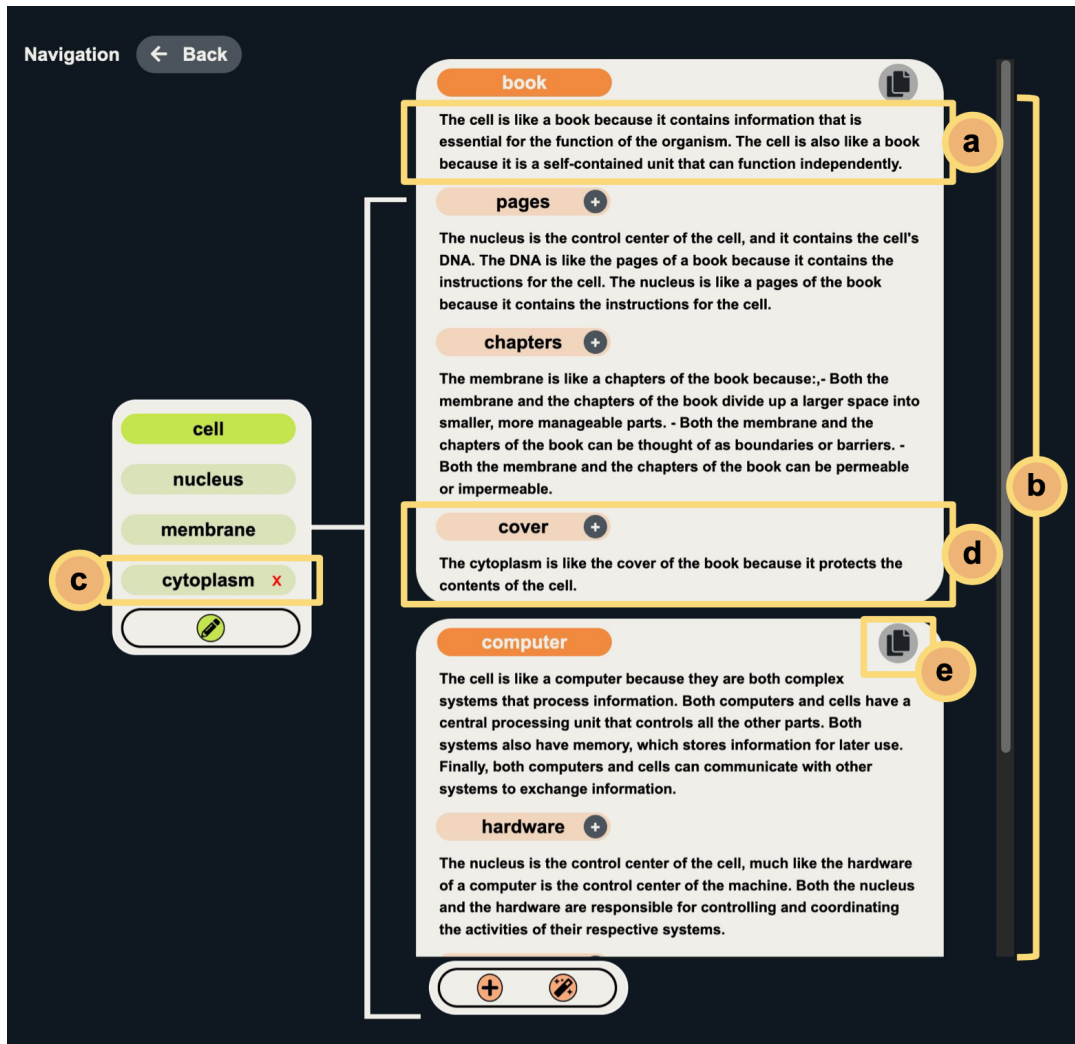 Navigation
Back
book
The cell is like a book because it contains information that is
essential for the function of the organism. The cell is also like a book
because it is a self-contained unit that can function independently.
a
pages
The nucleus is the control center of the cell, and it contains the cell's
DNA. The DNA is like the pages of a book because it contains the
instructions for the cell. The nucleus is like a pages of the book
because it contains the instructions for the cell.
chapters
The membrane is like a chapters of the book because:,- Both the
membrane and the chapters of the book divide up a larger space into
smaller, more manageable parts. - Both the membrane and the
chapters of the book can be thought of as boundaries or barriers. -
Both the membrane and the chapters of the book can be permeable
or impermeable.
b
cell
nucleus
membrane
c
cytoplasm x
cover
The cytoplasm is like the cover of the book because it protects the
contents of the cell.
d
computer
e
The cell is like a computer because they are both complex
systems that process information. Both computers and cells have a
central processing unit that controls all the other parts. Both
systems also have memory, which stores information for later use.
Finally, both computers and cells can communicate with other
systems to exchange information.
hardware
The nucleus is the control center of the cell, much like the hardware
of a computer is the control center of the machine. Both the nucleus
and the hardware are responsible for controlling and coordinating
the activities of their respective systems.